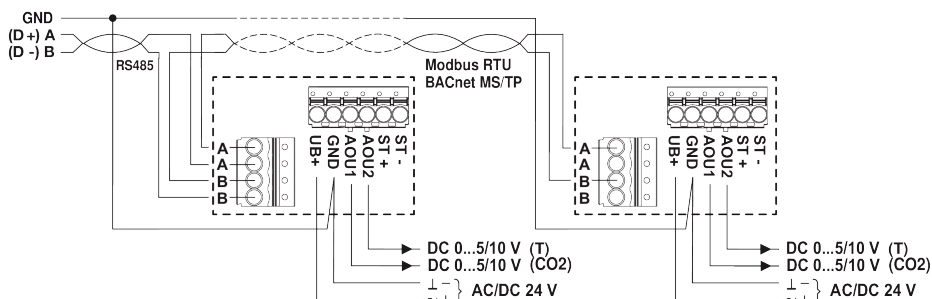 GND
(D+) A
(D -) B
RS485
Modbus RTU
BACnet MS/TP
UB+
GND
AOU1
AOU2
ST +
ST -
A
A
B
B
DC 0...5/10 V (T)
DC 0...5/10 V (CO2)
AC/DC 24 V
UB+
GND
AOU1
AOU2
ST +
ST -
A
A
B
B
DC 0...5/10 V (T)
DC 0...5/10 V (CO2)
AC/DC 24 V